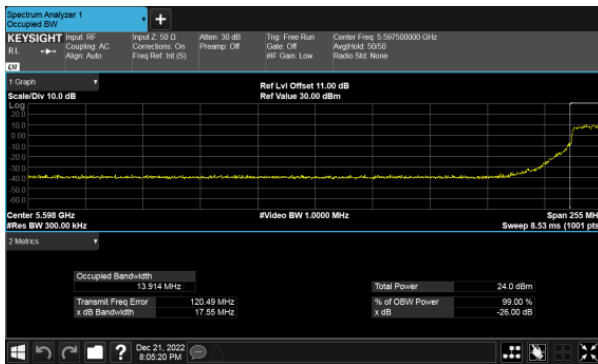 Spectrum Analyzer 1
Occupied BW
+
KEYSIGHT Input: RF Input Z: 50 Ω Atten: 30 dB Trig: Free Run Center Freq: 5.597500000 GHz
RL Coupling: AC Corrections: On Preamp: Off Gate: Off Avg|Hold: 50/50
Align: Auto Freq Ref: Int (S) #IF Gain: Low Radio Std: None
LXI
1 Graph Ref Lvl Offset 11.00 dB
Scale/Div 10.0 dB Ref Value 30.00 dBm
Log
20.0
10.0
0.00
-10.0
-20.0
-30.0
-40.0
-50.0
-60.0
Center 5.598 GHz #Video BW 1.0000 MHz Span 255 MH
#Res BW 300.00 kHz Sweep 8.53 ms (1001 pts
2 Metrics
Occupied Bandwidth
13.914 MHz Total Power 24.0 dBm
Transmit Freq Error 120.49 MHz % of OBW Power 99.00 %
x dB Bandwidth 17.55 MHz x dB -26.00 dB
? Dec 21, 2022
8:05:20 PM